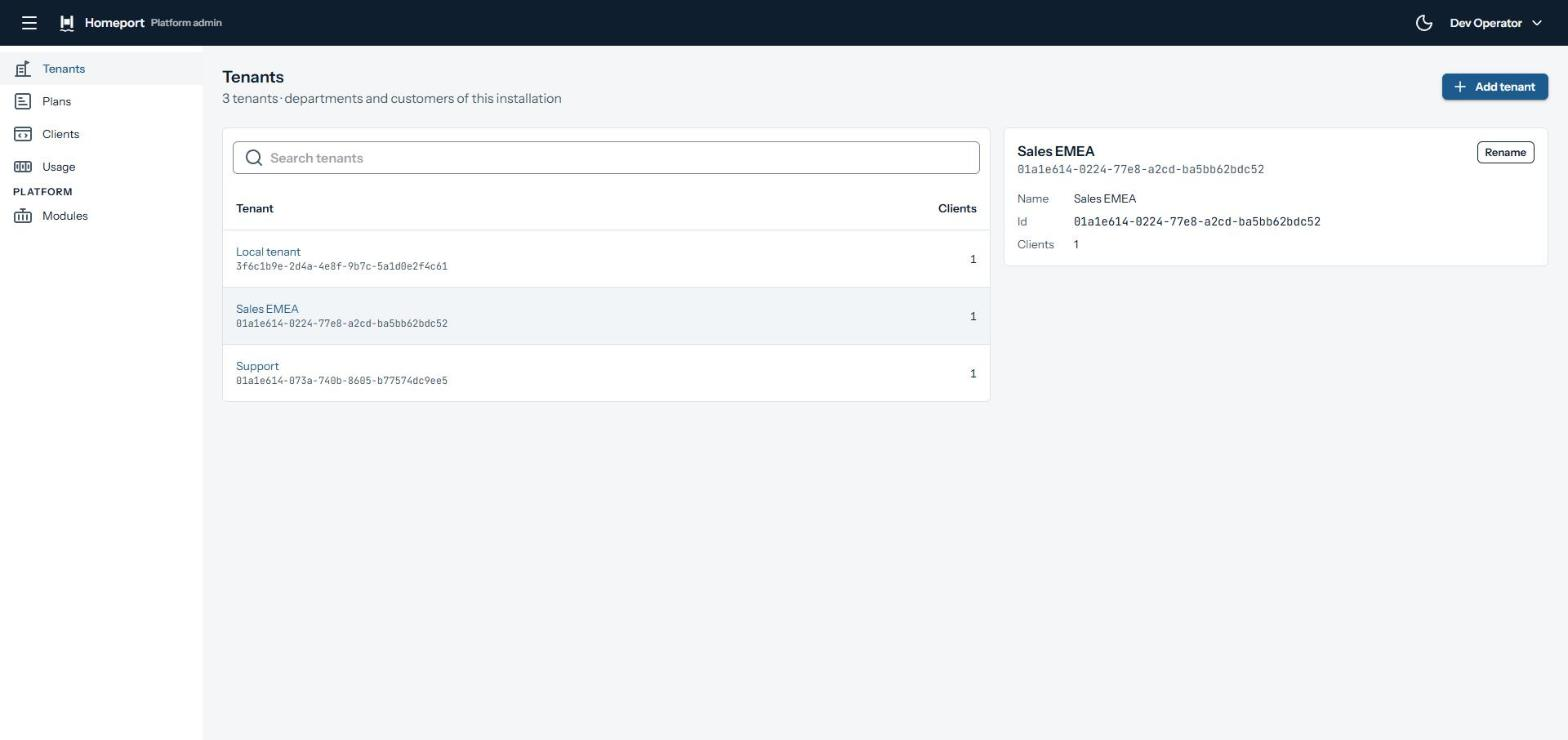 Homeport Platform admin
Dev Operator
Tenants
Plans
Clients
Usage
PLATFORM
Modules
Tenants
3 tenants · departments and customers of this installation
Add tenant
Search tenants
Tenant Clients
Local tenant
3f6c1b9e-2d4a-4e8f-9b7c-5a1d0e2f4c61
1
Sales EMEA
01a1e614-0224-77e8-a2cd-ba5bb62bdc52
1
Support
01a1e614-073a-740b-8605-b77574dc9ee5
1
Sales EMEA
01a1e614-0224-77e8-a2cd-ba5bb62bdc52
Rename
Name Sales EMEA
Id 01a1e614-0224-77e8-a2cd-ba5bb62bdc52
Clients 1